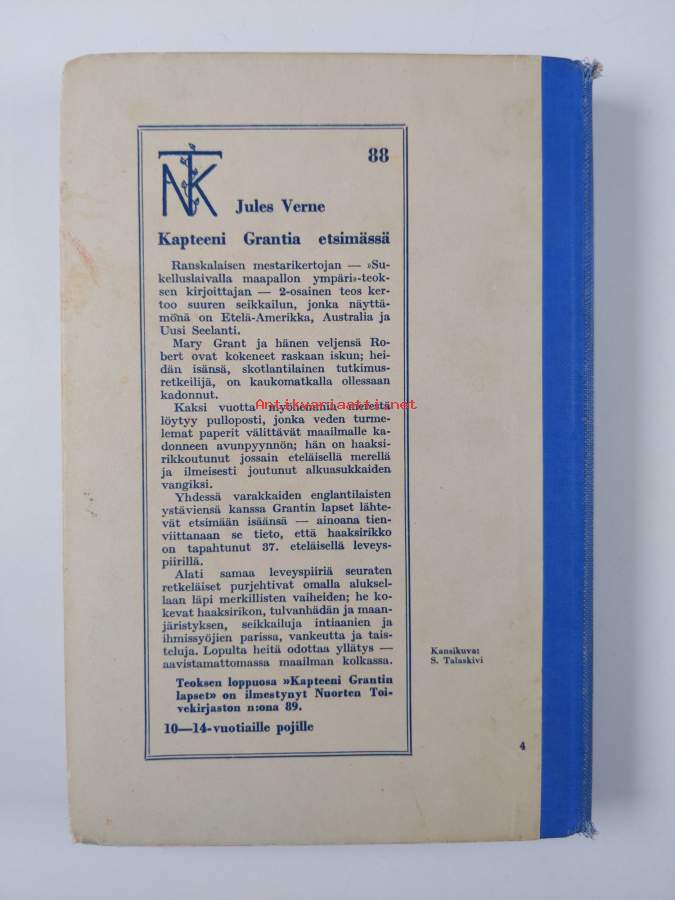 NTK
88
Jules Verne
Kapteeni Grantia etsimässä
Ranskalaisen mestarikertojan — »Su-
kelluslaivalla maapallon ympäri»-teok-
sen kirjoittajan — 2-osainen teos ker-
too suuren seikkailun, jonka näyttä-
mönä on Etelä-Amerikka, Australia ja
Uusi Seelanti.
Mary Grant ja hänen veljensä Ro-
bert ovat kokeneet raskaan iskun; hei-
dän isänsä, skotlantilainen tutkimus-
retkeilijä, on kaukomatkalla ollessaan
kadonnut.
Kaksi vuotta myöhemmin merestä
Antikvariaatti.net
löytyy pulloposti, jonka veden turme-
lemat paperit välittävät maailmalle ka-
donneen avunpyynnön; hän on haaksi-
rikkoutunut jossain eteläisellä merellä
ja ilmeisesti joutunut alkuasukkaiden
vangiksi.
Yhdessä varakkaiden englantilaisten
ystäviensä kanssa Grantin lapset lähte-
vät etsimään isäänsä — ainoana tien-
viittanaan se tieto, että haaksirikko
on tapahtunut 37. eteläisellä leveys-
piirillä.
Alati samaa leveyspiiriä seuraten
retkeläiset purjehtivat omalla aluksel-
laan läpi merkillisten vaiheiden; he ko-
kevat haaksirikon, tulvanhädän ja maan-
järistyksen, seikkailuja intiaanien ja
ihmissyöjien parissa, vankeutta ja tais-
teluja. Lopulta heitä odottaa yllätys —
aavistamattomassa maailman kolkassa.
Teoksen loppuosa »Kapteeni Grantin
lapset» on ilmestynyt Nuorten Toi-
vekirjaston n:ona 89.
10—14-vuotiaille pojille
Kansikuva:
S. Talaskivi
4